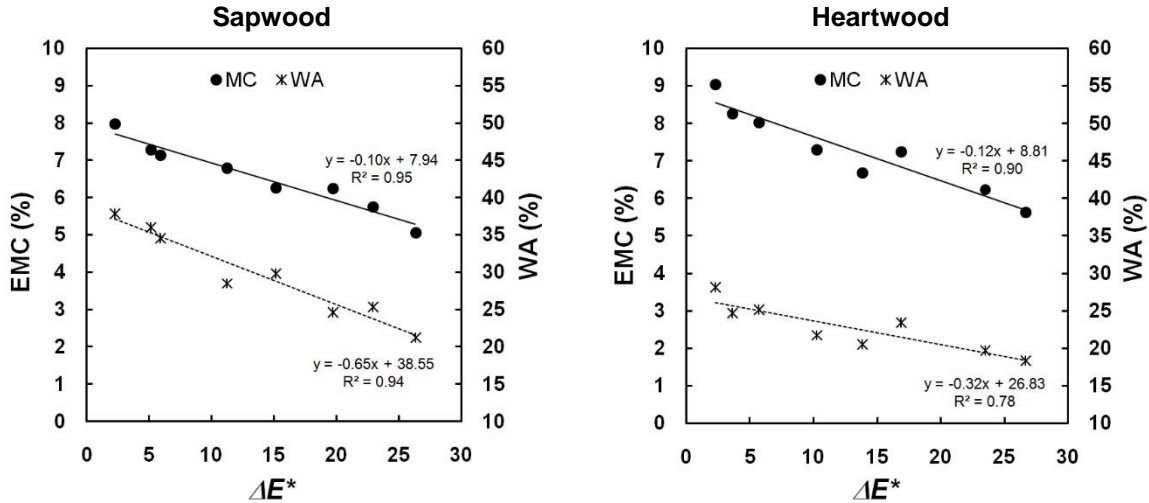 Sapwood
10
9
8
7
6
5
4
3
2
1
0
EMC (%)
60
55
50
45
40
35
30
25
20
15
10
WA (%)
MC WA
y = -0.10x + 7.94
R² = 0.95
y = -0.65x + 38.55
R² = 0.94
0 5 10 15 20 25 30
ΔE*
Heartwood
10
9
8
7
6
5
4
3
2
1
0
EMC (%)
60
55
50
45
40
35
30
25
20
15
10
WA (%)
MC WA
y = -0.12x + 8.81
R² = 0.90
y = -0.32x + 26.83
R² = 0.78
0 5 10 15 20 25 30
ΔE*